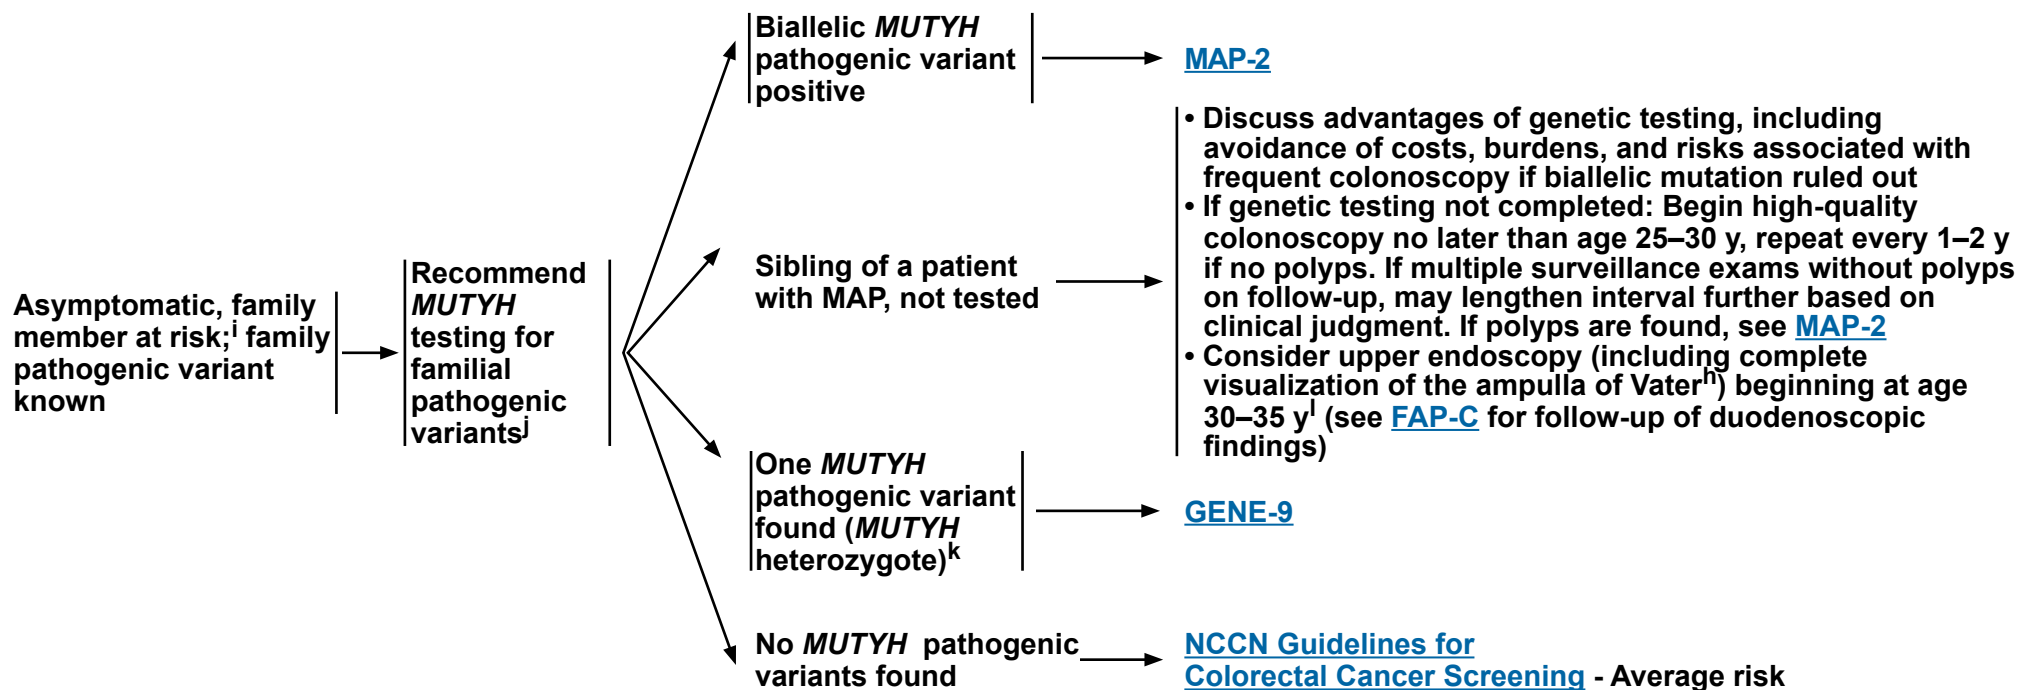 Asymptomatic, family
member at risk;i family
pathogenic variant
known
Recommend
MUTYH
testing for
familial
pathogenic
variantsj
Biallelic MUTYH
pathogenic variant
positive
MAP-2
Sibling of a patient
with MAP, not tested
• Discuss advantages of genetic testing, including
avoidance of costs, burdens, and risks associated with
frequent colonoscopy if biallelic mutation ruled out
• If genetic testing not completed: Begin high-quality
colonoscopy no later than age 25–30 y, repeat every 1–2 y
if no polyps. If multiple surveillance exams without polyps
on follow-up, may lengthen interval further based on
clinical judgment. If polyps are found, see MAP-2
• Consider upper endoscopy (including complete
visualization of the ampulla of Vaterh) beginning at age
30–35 yl (see FAP-C for follow-up of duodenoscopic
findings)
One MUTYH
pathogenic variant
found (MUTYH
heterozygote)k
GENE-9
No MUTYH pathogenic
variants found
NCCN Guidelines for
Colorectal Cancer Screening - Average risk